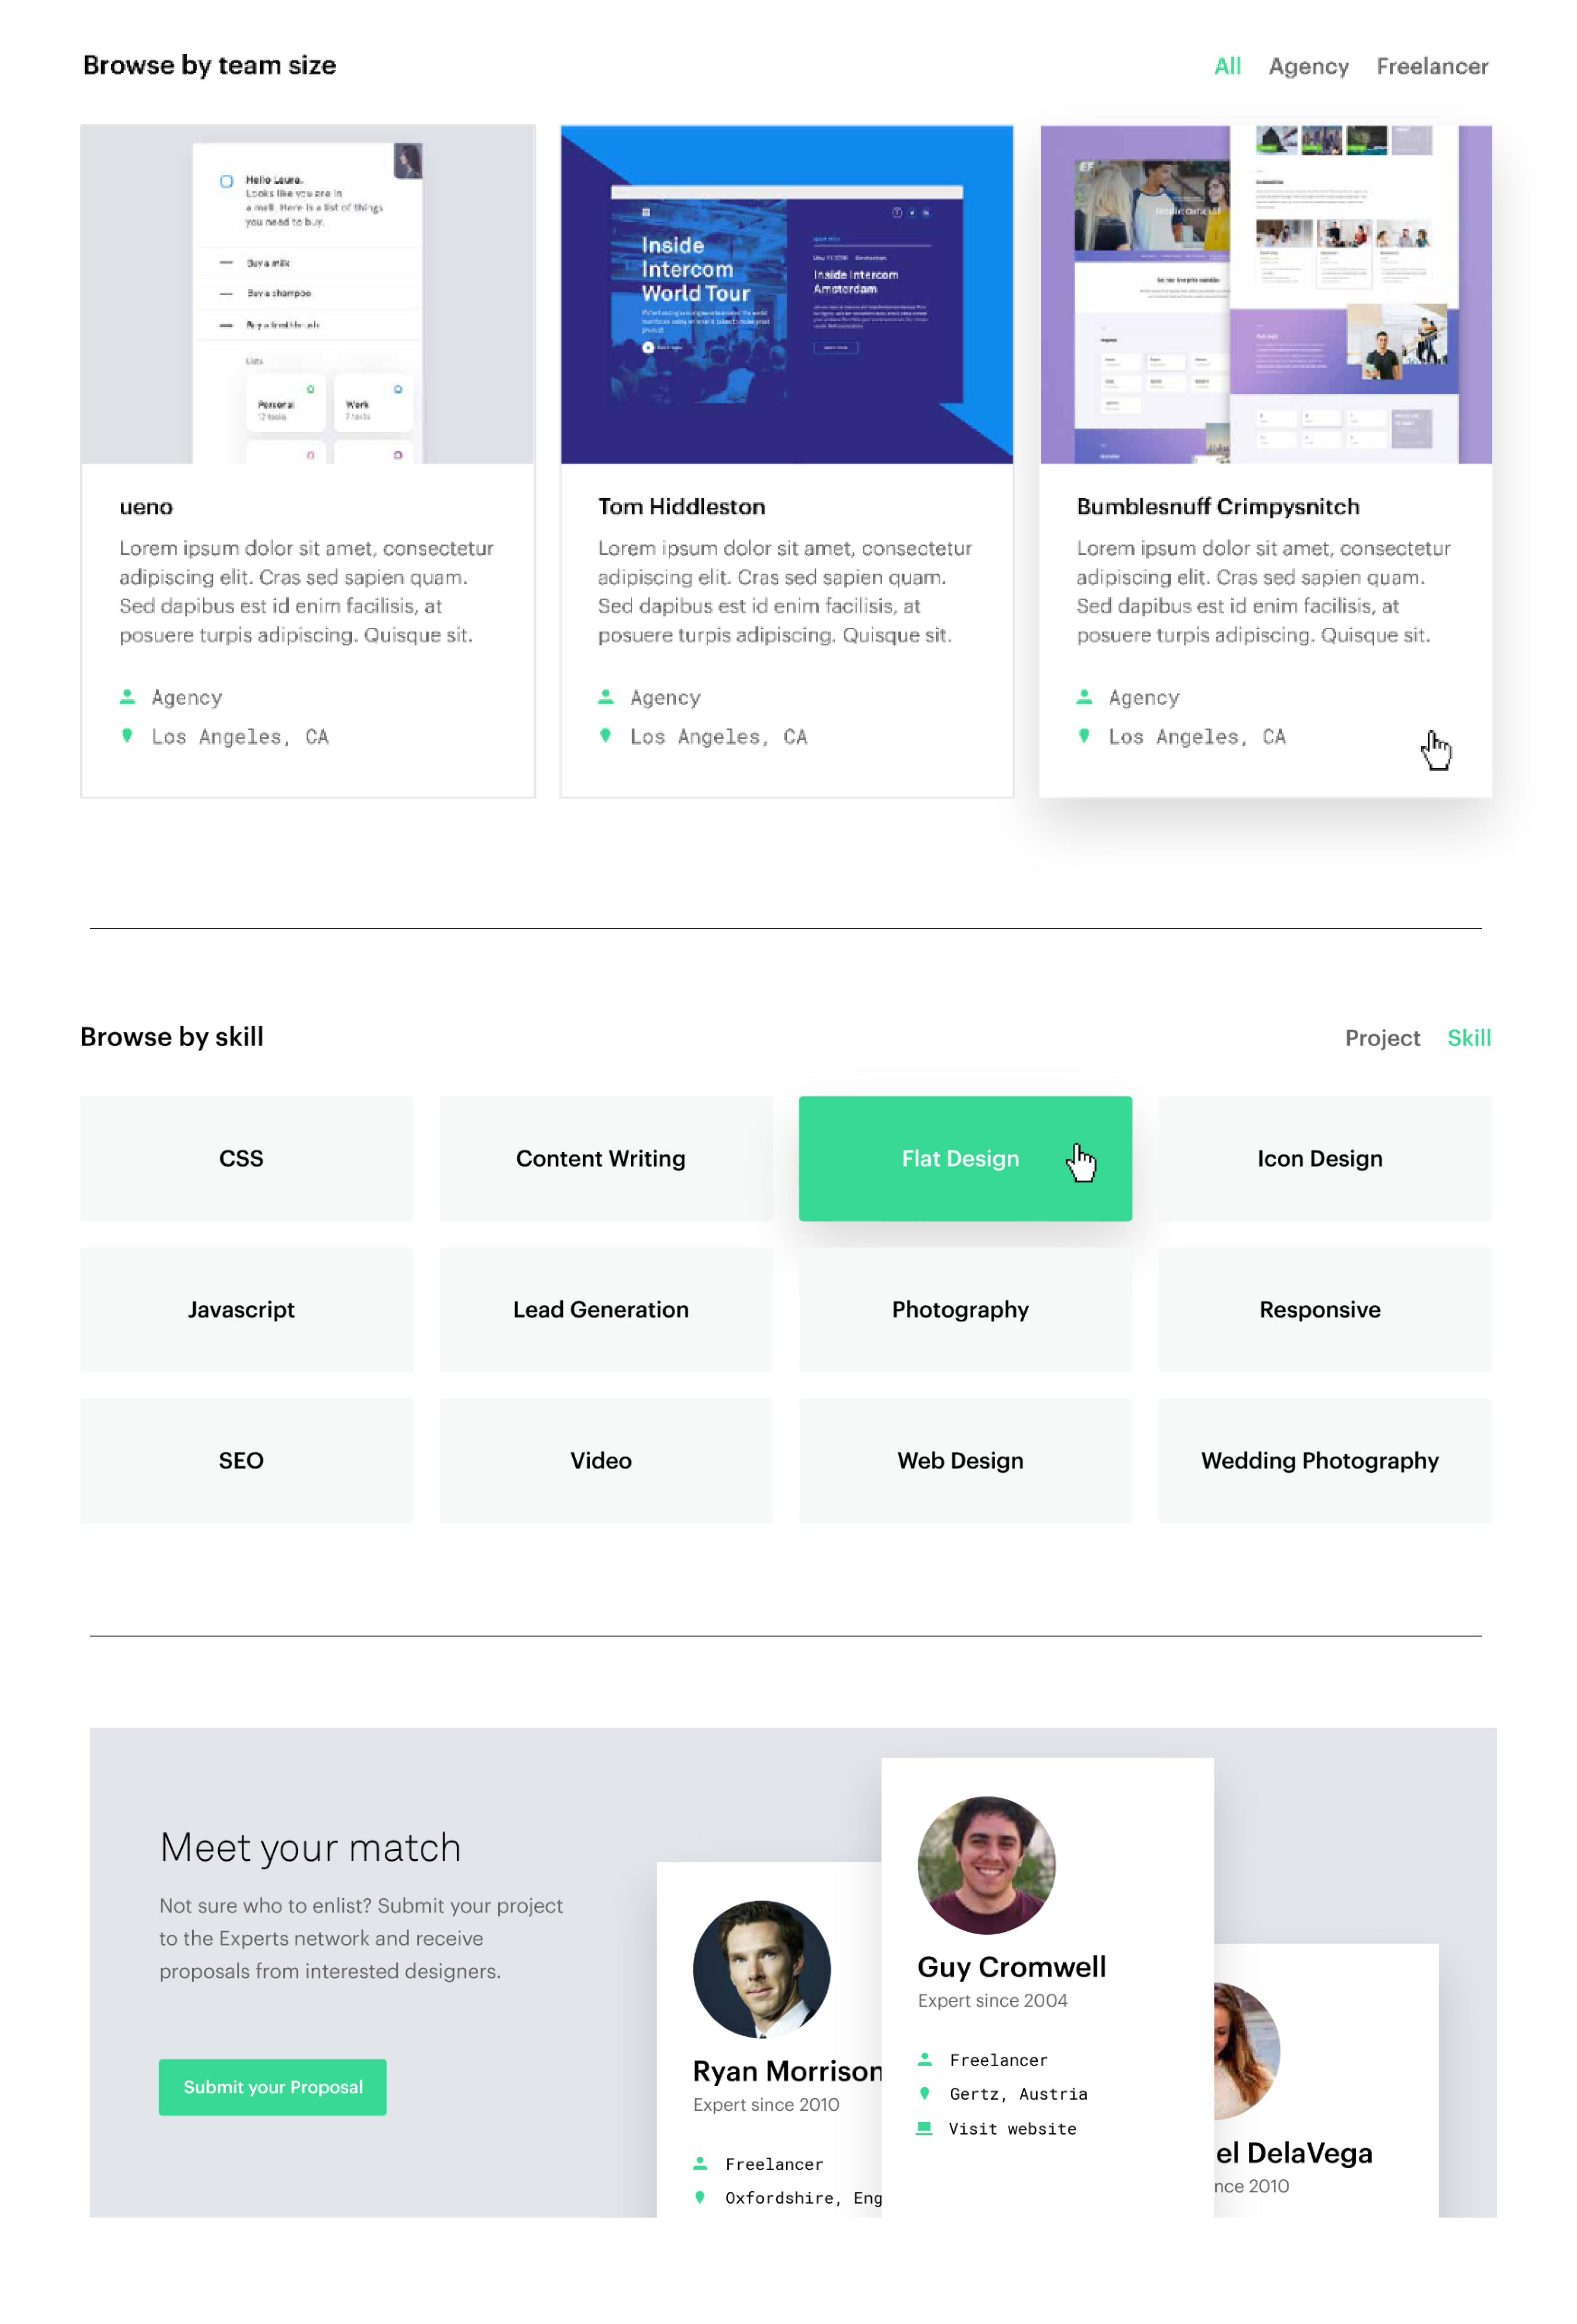 Browse by team size
All Agency Freelancer
Hello Laura.
Looks like you are in
a mall. Here is a list of things
you need to buy.
Buy a milk
Buy a shampoo
Buy a
Lists
Personal
Work
Inside
Intercom
World Tour
Inside Intercom
Amsterdam
EF
ueno
Lorem ipsum dolor sit amet, consectetur
adipiscing elit. Cras sed sapien quam.
Sed dapibus est id enim facilisis, at
posuere turpis adipiscing. Quisque sit.
Agency
Los Angeles, CA
Tom Hiddleston
Lorem ipsum dolor sit amet, consectetur
adipiscing elit. Cras sed sapien quam.
Sed dapibus est id enim facilisis, at
posuere turpis adipiscing. Quisque sit.
Agency
Los Angeles, CA
Bumblesnuff Crimpysnitch
Lorem ipsum dolor sit amet, consectetur
adipiscing elit. Cras sed sapien quam.
Sed dapibus est id enim facilisis, at
posuere turpis adipiscing. Quisque sit.
Agency
Los Angeles, CA
Browse by skill
Project Skill
CSS
Content Writing
Flat Design
Icon Design
Javascript
Lead Generation
Photography
Responsive
SEO
Video
Web Design
Wedding Photography
Meet your match
Not sure who to enlist? Submit your project
to the Experts network and receive
proposals from interested designers.
Submit your Proposal
Ryan Morrison
Expert since 2010
Freelancer
Oxfordshire, Eng
Guy Cromwell
Expert since 2004
Freelancer
Gertz, Austria
Visit website
el DelaVega
nce 2010